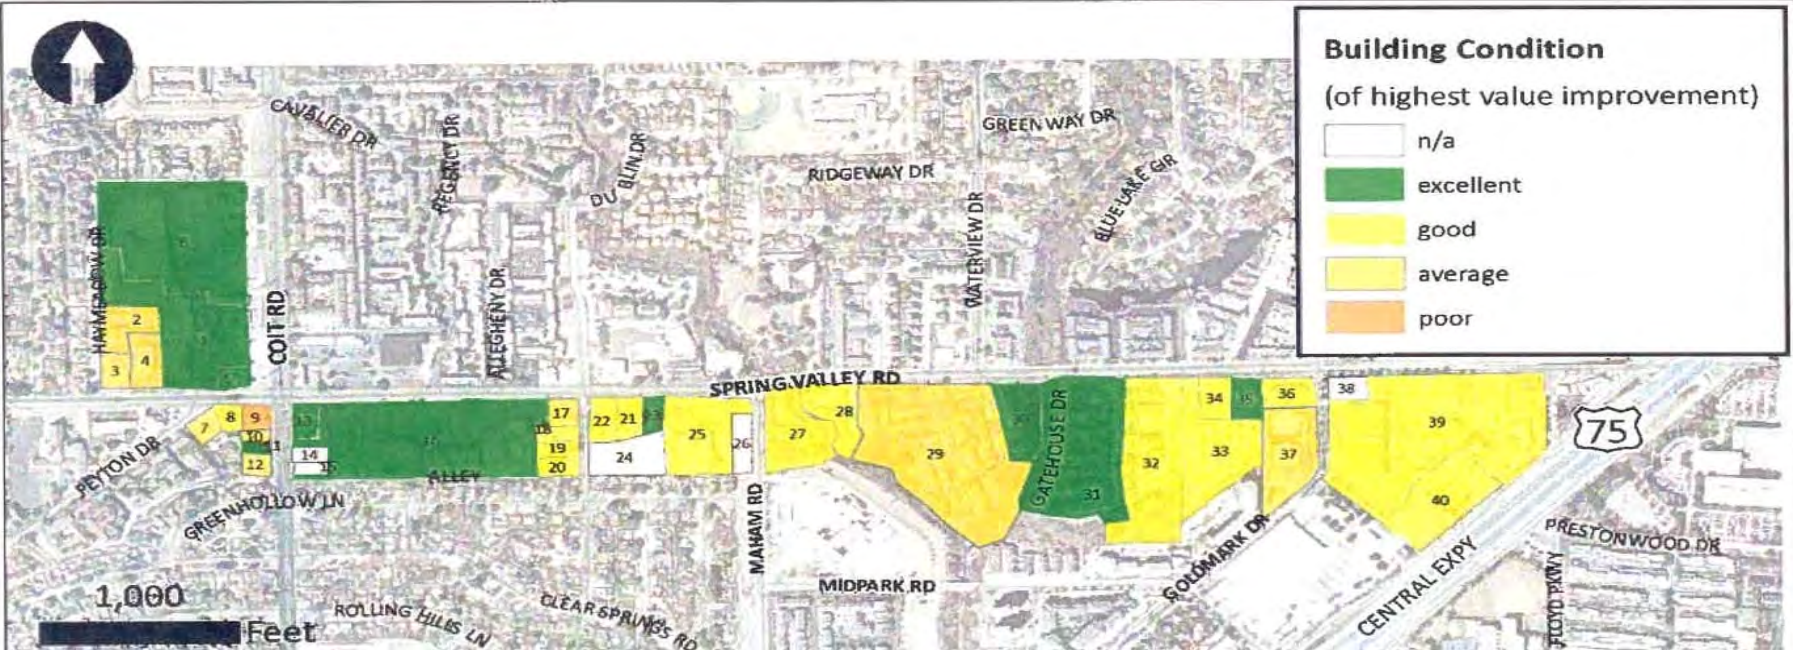 Building Condition
(of highest value improvement)
n/a
excellent
good
average
poor
CAVALIER DR
REGENCY DR
DUBLIN DR
GREENWAY DR
RIDGEWAY DR
BLUE LAKE CIR
WATERVIEW DR
HAYMEADOW DR
COIT RD
ALLEGHENY DR
2
3
4
SPRING VALLEY RD
7
8
9
10
11
12
13
14
15
16
17
18
19
20
21
22
23
24
25
26
27
28
29
30
31
32
33
34
35
36
37
38
39
40
75
GATEHOUSE DR
PEYTON DR
ALLEY
GREENHOLLOW LN
MAHAM RD
GOLDMARK DR
PRESTONWOOD DR
MIDPARK RD
CENTRAL EXPY
FLOYD PKWY
CLEAR SPRINGS RD
ROLLING HILLS LN
1,000
Feet